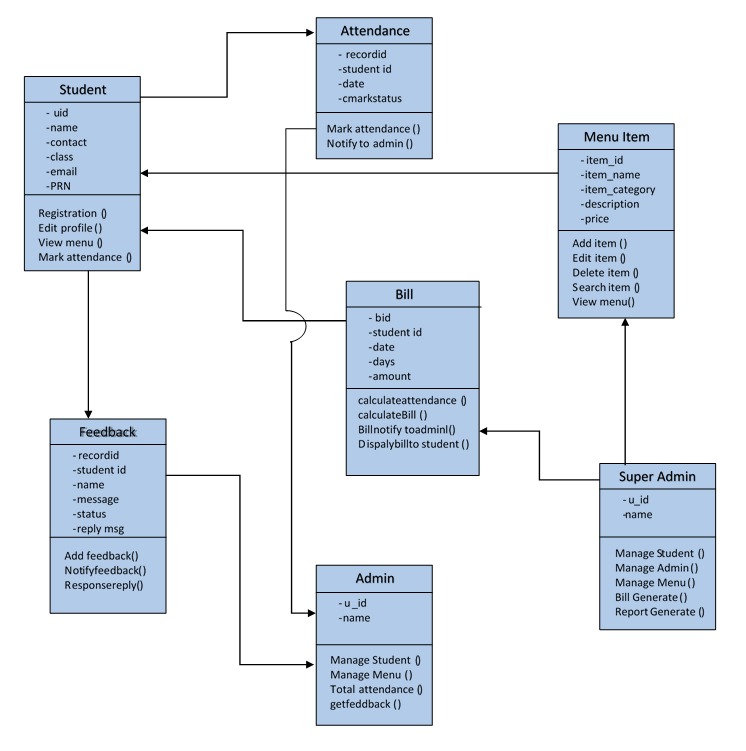 Attendance
- recordid
-student id
-date
-cmarkstatus
Mark attendance ()
Notify to admin ()
Student
- uid
-name
-contact
-class
-email
-PRN
Registration ()
Edit profile ()
View menu ()
Mark attendance ()
Menu Item
-item_id
-item_name
-item_category
-description
-price
Add item ()
Edit item ()
Delete item ()
Search item ()
View menu()
Bill
- bid
-student id
-date
-days
-amount
calculateattendance ()
calculateBill ()
Billnotify toadminl()
Dispalybillto student ()
Feedback
-recordid
-student id
-name
-message
-status
-reply msg
Add feedback()
Notifyfeedback()
Responsereply()
Super Admin
-u_id
-name
Manage Student ()
Manage Admin ()
Manage Menu ()
Bill Generate ()
Report Generate ()
Admin
-u_id
-name
Manage Student ()
Manage Menu ()
Total attendance ()
getfeddback ()